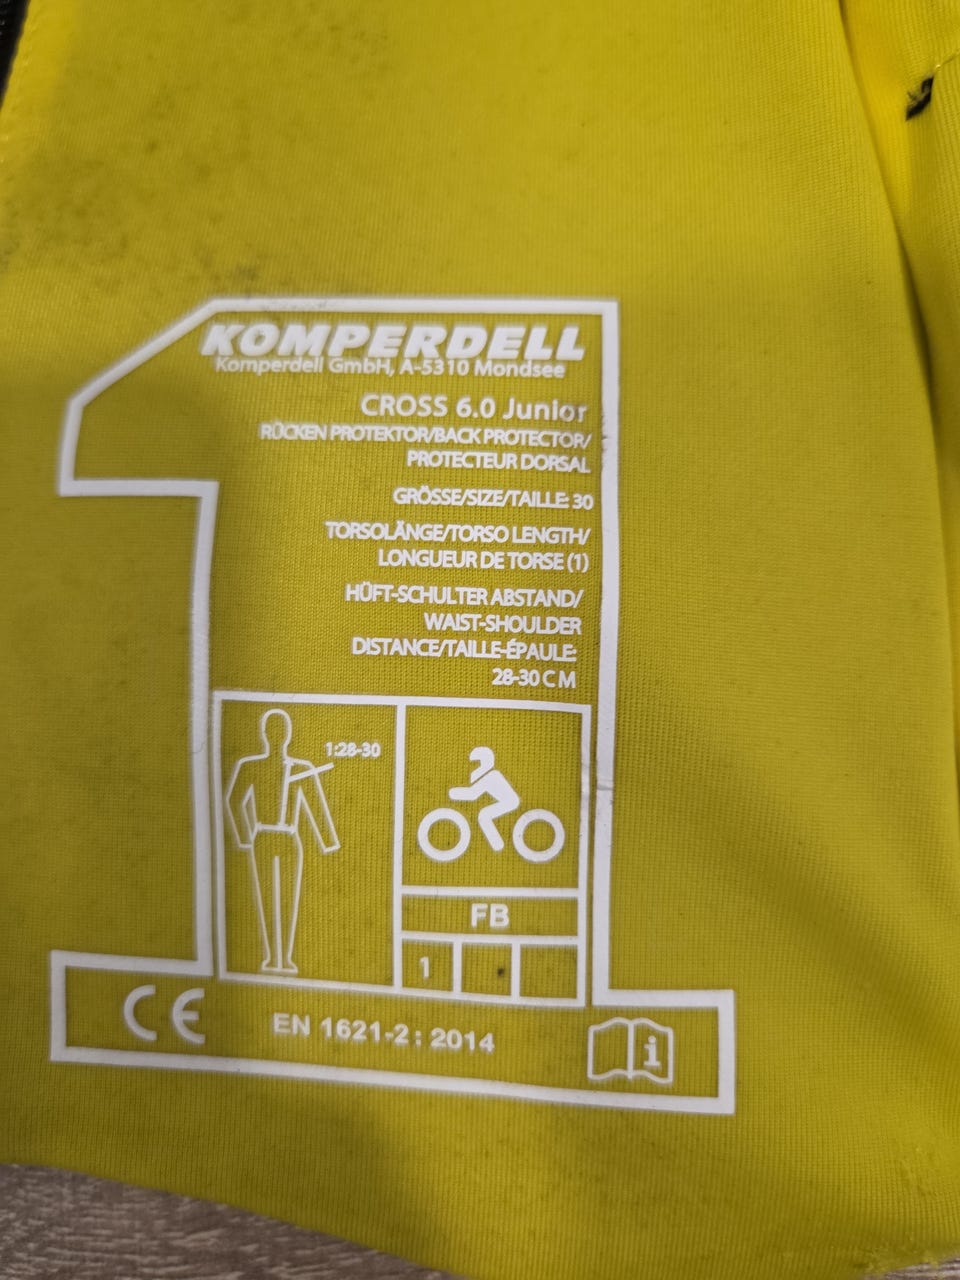 KOMPERDELL
Komperdell GmbH, A-5310 Mondsee
CROSS 6.0 Junior
RÜCKEN PROTEKTOR/BACK PROTECTOR/
PROTECTEUR DORSAL
GRÖSSE/SIZE/TAILLE: 30
TORSOLÄNGE/TORSO LENGTH/
LONGUEUR DE TORSE (1)
HÜFT-SCHULTER ABSTAND/
WAIST-SHOULDER
DISTANCE/TAILLE-ÉPAULE:
28-30 CM
1:28-30
FB
1
CE
EN 1621-2 : 2014
i